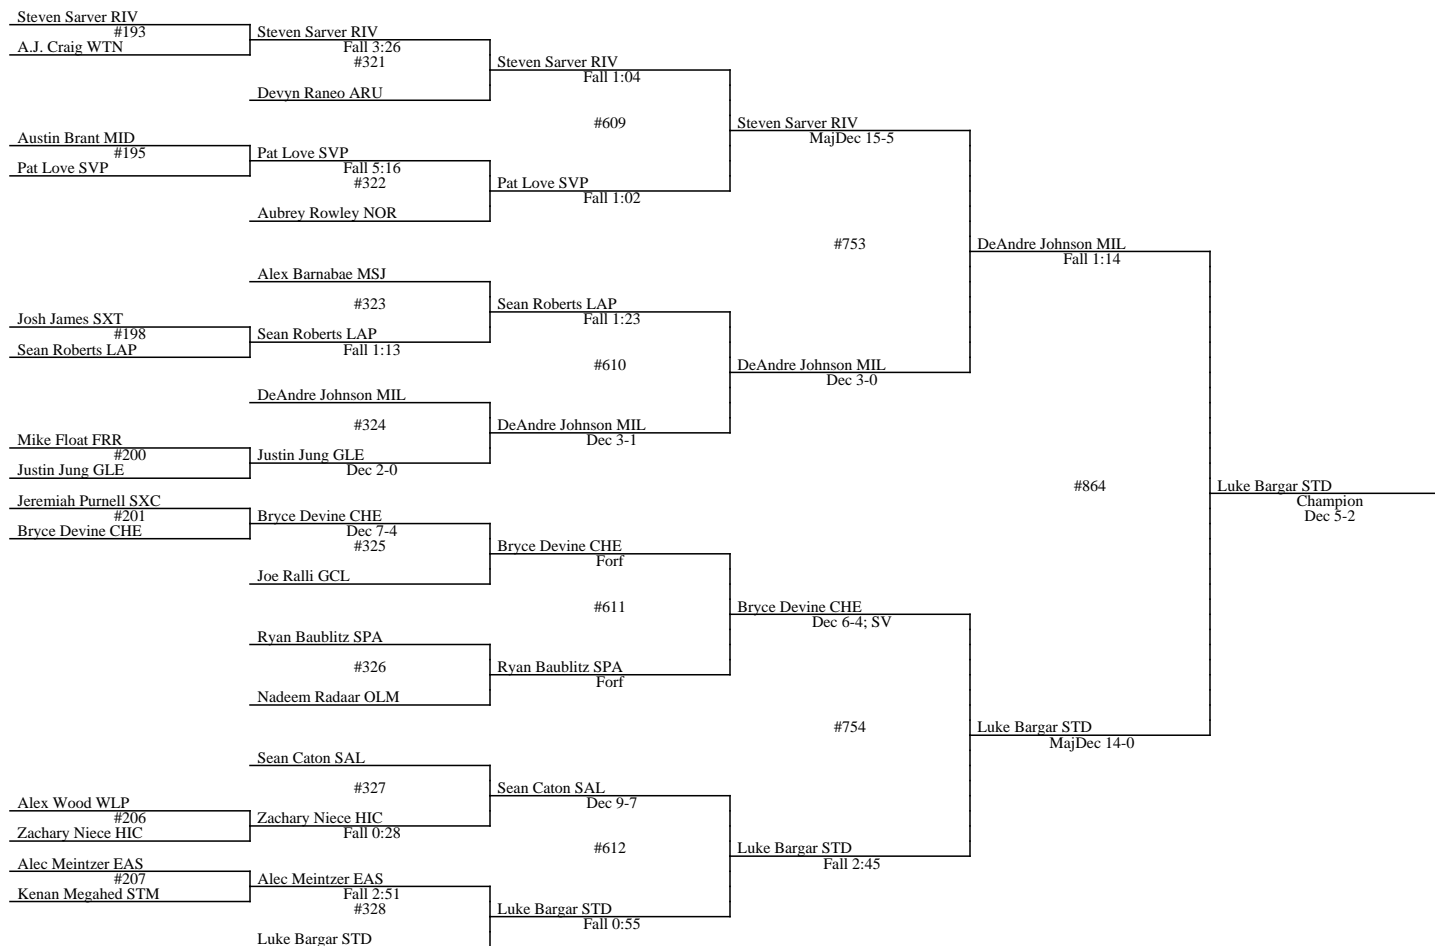 Steven Sarver RIV
#193
A.J. Craig WTN
Steven Sarver RIV
Fall 3:26
#321
Devyn Raneo ARU
Steven Sarver RIV
Fall 1:04
#609
Austin Brant MID
#195
Pat Love SVP
Pat Love SVP
Fall 5:16
#322
Aubrey Rowley NOR
Pat Love SVP
Fall 1:02
Steven Sarver RIV
MajDec 15-5
#753
Alex Barnabae MSJ
#323
Josh James SXT
#198
Sean Roberts LAP
Sean Roberts LAP
Fall 1:13
Sean Roberts LAP
Fall 1:23
#610
DeAndre Johnson MIL
#324
Mike Float FRR
#200
Justin Jung GLE
Justin Jung GLE
Dec 2-0
DeAndre Johnson MIL
Dec 3-1
DeAndre Johnson MIL
Dec 3-0
DeAndre Johnson MIL
Fall 1:14
#864
Luke Bargar STD
Champion
Dec 5-2
Jeremiah Purnell SXC
#201
Bryce Devine CHE
Bryce Devine CHE
Dec 7-4
#325
Joe Ralli GCL
Bryce Devine CHE
Forf
#611
Ryan Baublitz SPA
#326
Nadeem Radaar OLM
Ryan Baublitz SPA
Forf
Bryce Devine CHE
Dec 6-4; SV
#754
Luke Bargar STD
MajDec 14-0
Sean Caton SAL
#327
Alex Wood WLP
#206
Zachary Niece HIC
Zachary Niece HIC
Fall 0:28
Sean Caton SAL
Dec 9-7
#612
Luke Bargar STD
Fall 2:45
Alec Meintzer EAS
#207
Kenan Megahed STM
Alec Meintzer EAS
Fall 2:51
#328
Luke Bargar STD
Luke Bargar STD
Fall 0:55